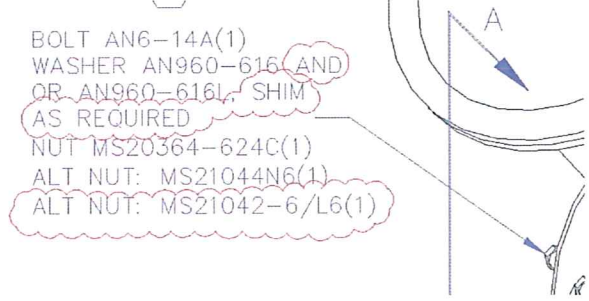 A
BOLT AN6-14A(1)
WASHER AN960-616 AND
OR AN960-616L, SHIM
AS REQUIRED
NUT MS20364-624C(1)
ALT NUT: MS21044N6(1)
ALT NUT: MS21042-6/L6(1)